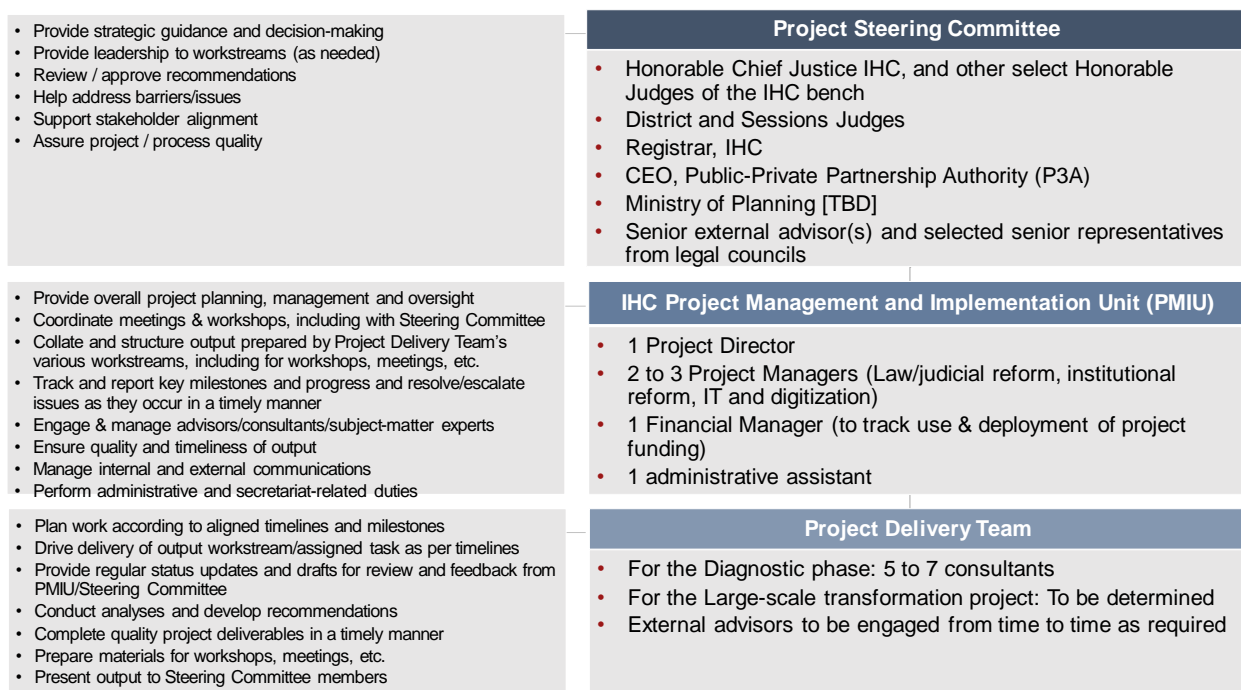 • Provide strategic guidance and decision-making
• Provide leadership to workstreams (as needed)
• Review / approve recommendations
• Help address barriers/issues
• Support stakeholder alignment
• Assure project / process quality
Project Steering Committee
• Honorable Chief Justice IHC, and other select Honorable
Judges of the IHC bench
• District and Sessions Judges
• Registrar, IHC
• CEO, Public-Private Partnership Authority (P3A)
• Ministry of Planning [TBD]
• Senior external advisor(s) and selected senior representatives
from legal councils
• Provide overall project planning, management and oversight
• Coordinate meetings & workshops, including with Steering Committee
• Collate and structure output prepared by Project Delivery Team's
various workstreams, including for workshops, meetings, etc.
• Track and report key milestones and progress and resolve/escalate
issues as they occur in a timely manner
• Engage & manage advisors/consultants/subject-matter experts
• Ensure quality and timeliness of output
• Manage internal and external communications
• Perform administrative and secretariat-related duties
IHC Project Management and Implementation Unit (PMIU)
• 1 Project Director
• 2 to 3 Project Managers (Law/judicial reform, institutional
reform, IT and digitization)
• 1 Financial Manager (to track use & deployment of project
funding)
• 1 administrative assistant
• Plan work according to aligned timelines and milestones
• Drive delivery of output workstream/assigned task as per timelines
• Provide regular status updates and drafts for review and feedback from
PMIU/Steering Committee
• Conduct analyses and develop recommendations
• Complete quality project deliverables in a timely manner
• Prepare materials for workshops, meetings, etc.
• Present output to Steering Committee members
Project Delivery Team
• For the Diagnostic phase: 5 to 7 consultants
• For the Large-scale transformation project: To be determined
• External advisors to be engaged from time to time as required